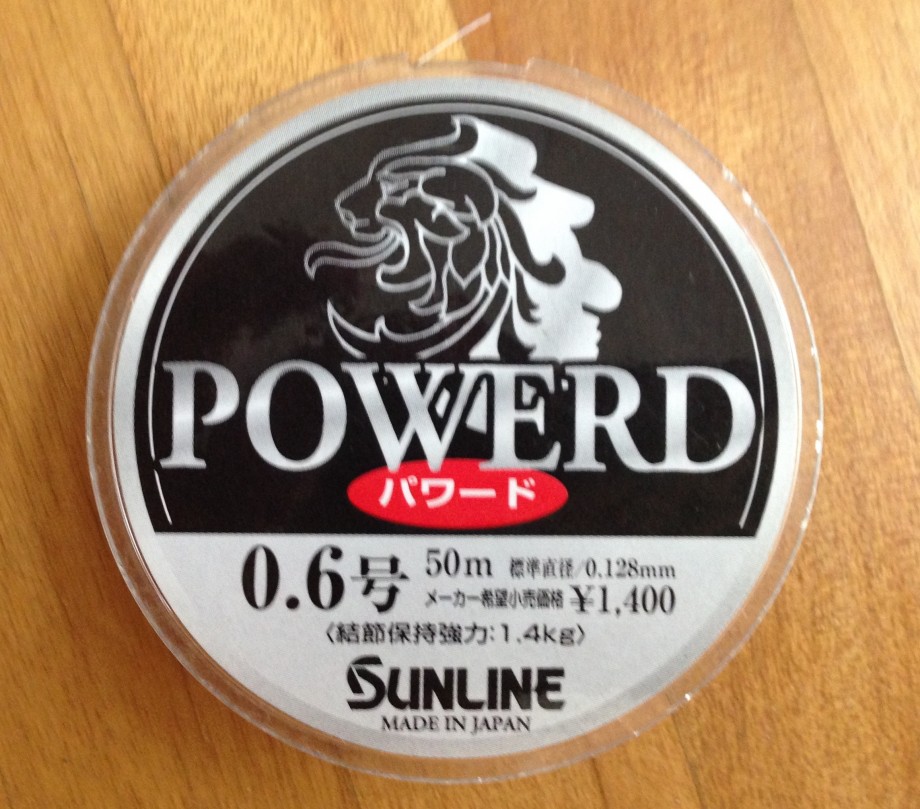 POWERD
パワード
0.6号 50m 標準直径/0.128mm
メーカー希望小売価格 ¥1,400
〈結節保持強力:1.4kg〉
SUNLINE
MADE IN JAPAN